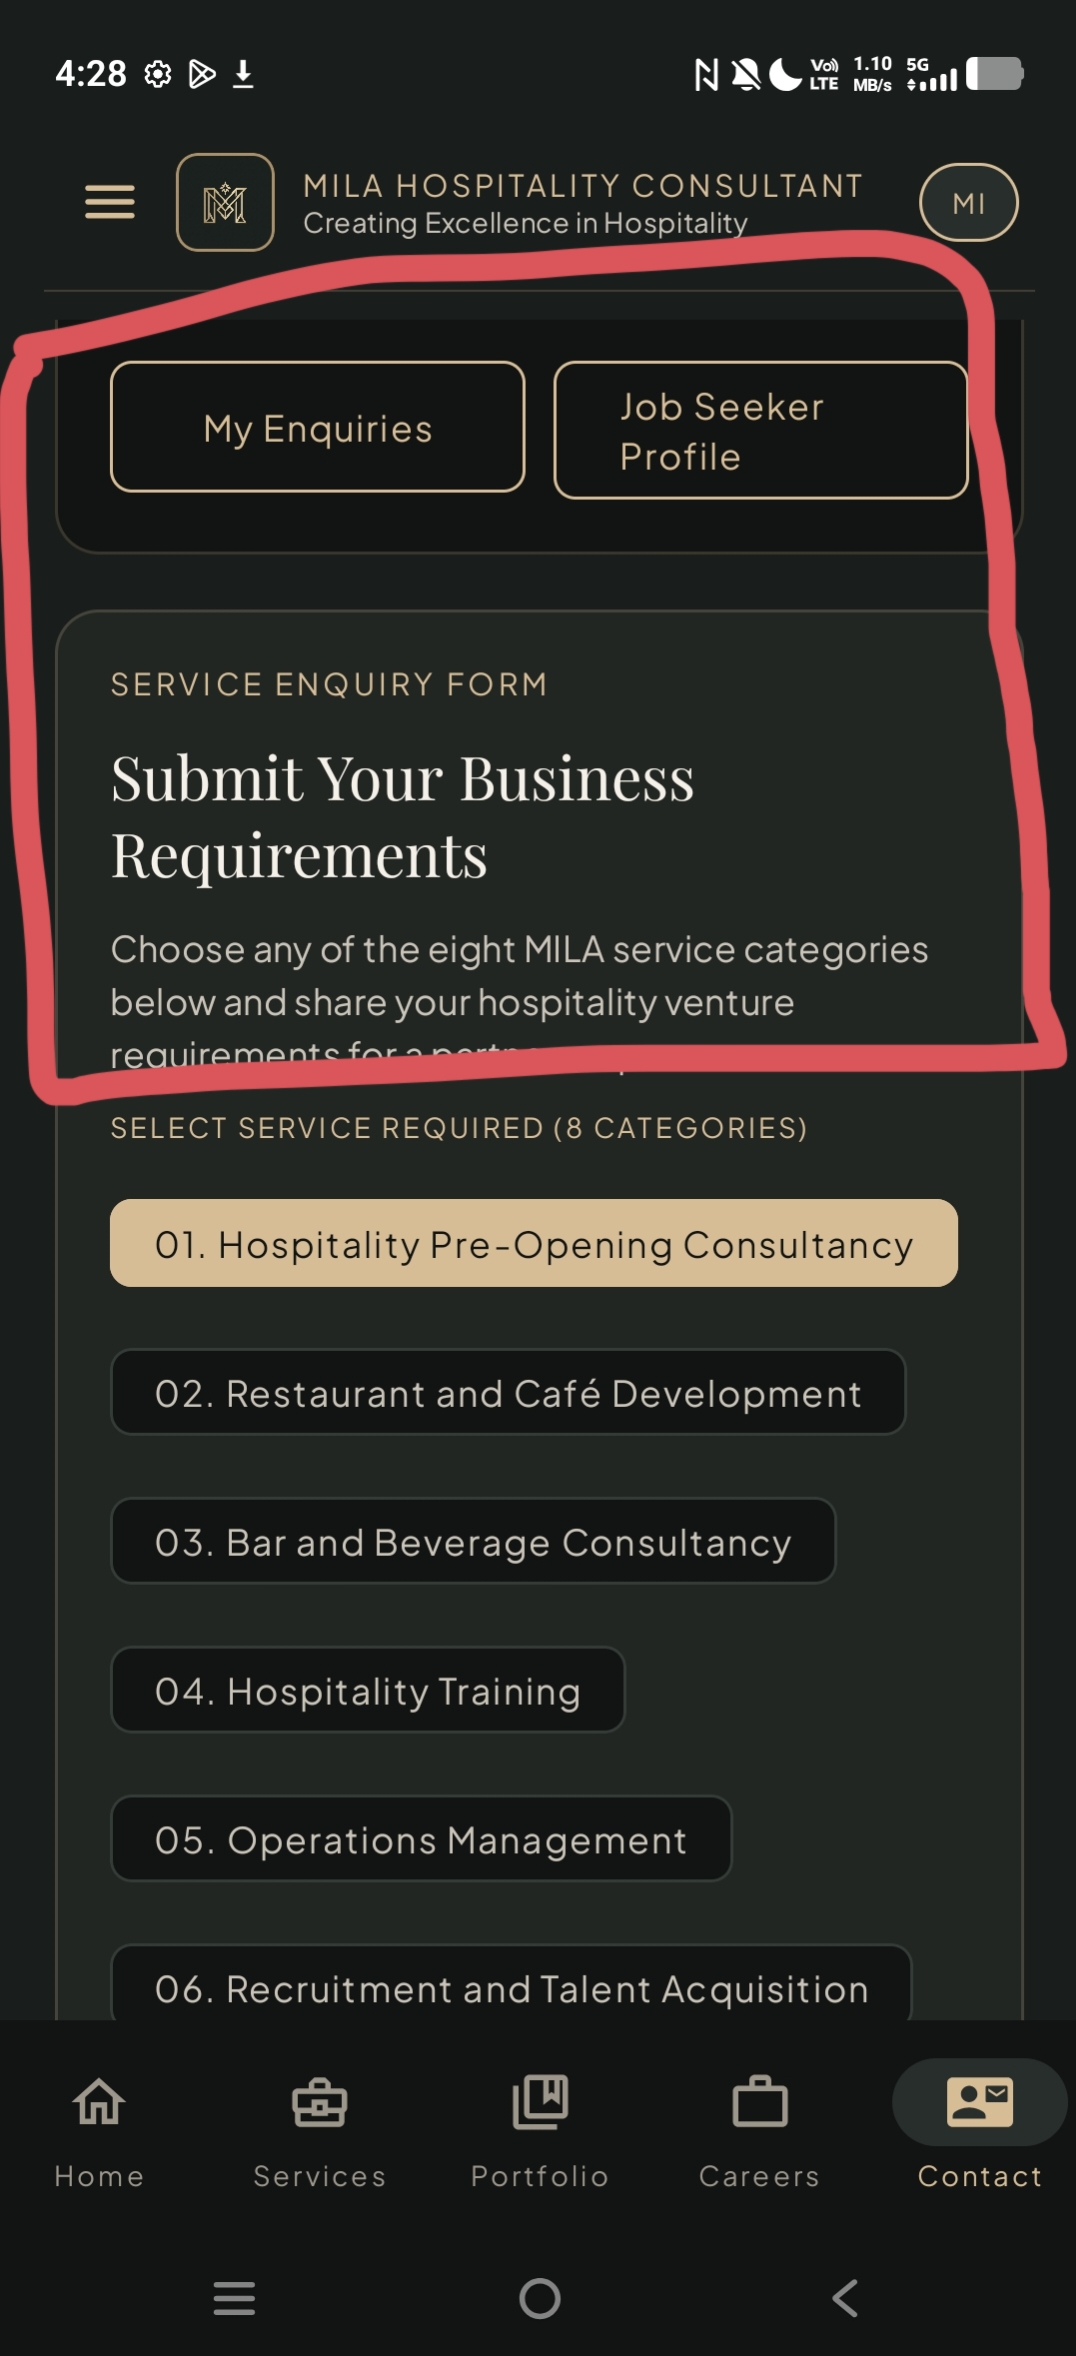 4:28
Vo)) LTE
1.10 MB/s
5G
M
MILA HOSPITALITY CONSULTANT
Creating Excellence in Hospitality
MI
My Enquiries
Job Seeker
Profile
SERVICE ENQUIRY FORM
Submit Your Business
Requirements
Choose any of the eight MILA service categories
below and share your hospitality venture
requirements for a
SELECT SERVICE REQUIRED (8 CATEGORIES)
01. Hospitality Pre-Opening Consultancy
02. Restaurant and Café Development
03. Bar and Beverage Consultancy
04. Hospitality Training
05. Operations Management
06. Recruitment and Talent Acquisition
Home
Services
Portfolio
Careers
Contact